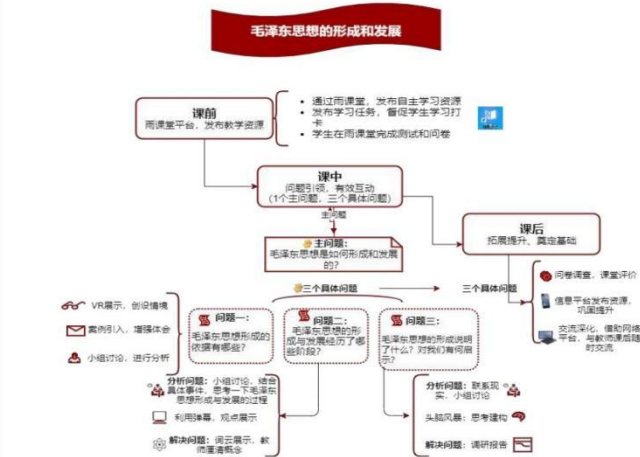 毛泽东思想的形成和发展
课前
雨课堂平台，发布教学资源
通过雨课堂，发布自主学习资源
发布学习任务，督促学生学习打
卡
学生在雨课堂完成测试和问卷
课中
问题引领，有效互动
（1个主问题，三个具体问题）
主问题
主问题：
毛泽东思想是如何形成和发展
的？
课后
拓展提升、奠定基础
三个具体问题
三个具体问题
问卷调查，课堂评价
信息平台发布资源，
巩固提升
交流深化，借助网络
平台，与教师课后随
时交流
VR展示，创设情境
案例引入，增强体会
小组讨论，进行分析
问题一：
毛泽东思想形成的
依据有哪些？
问题二：
毛泽东思想的形
成与发展经历了哪
些阶段？
问题三：
毛泽东思想的形成说明
了什么？对我们有何启
示？
分析问题：小组讨论，结合
具体事件，思考一下毛泽东
思想形成与发展的过程
利用弹幕，观点展示
解决问题：词云展示，教
师厘清概念
分析问题：联系现
实，小组讨论
头脑风暴：思考建构
解决问题：调研报告